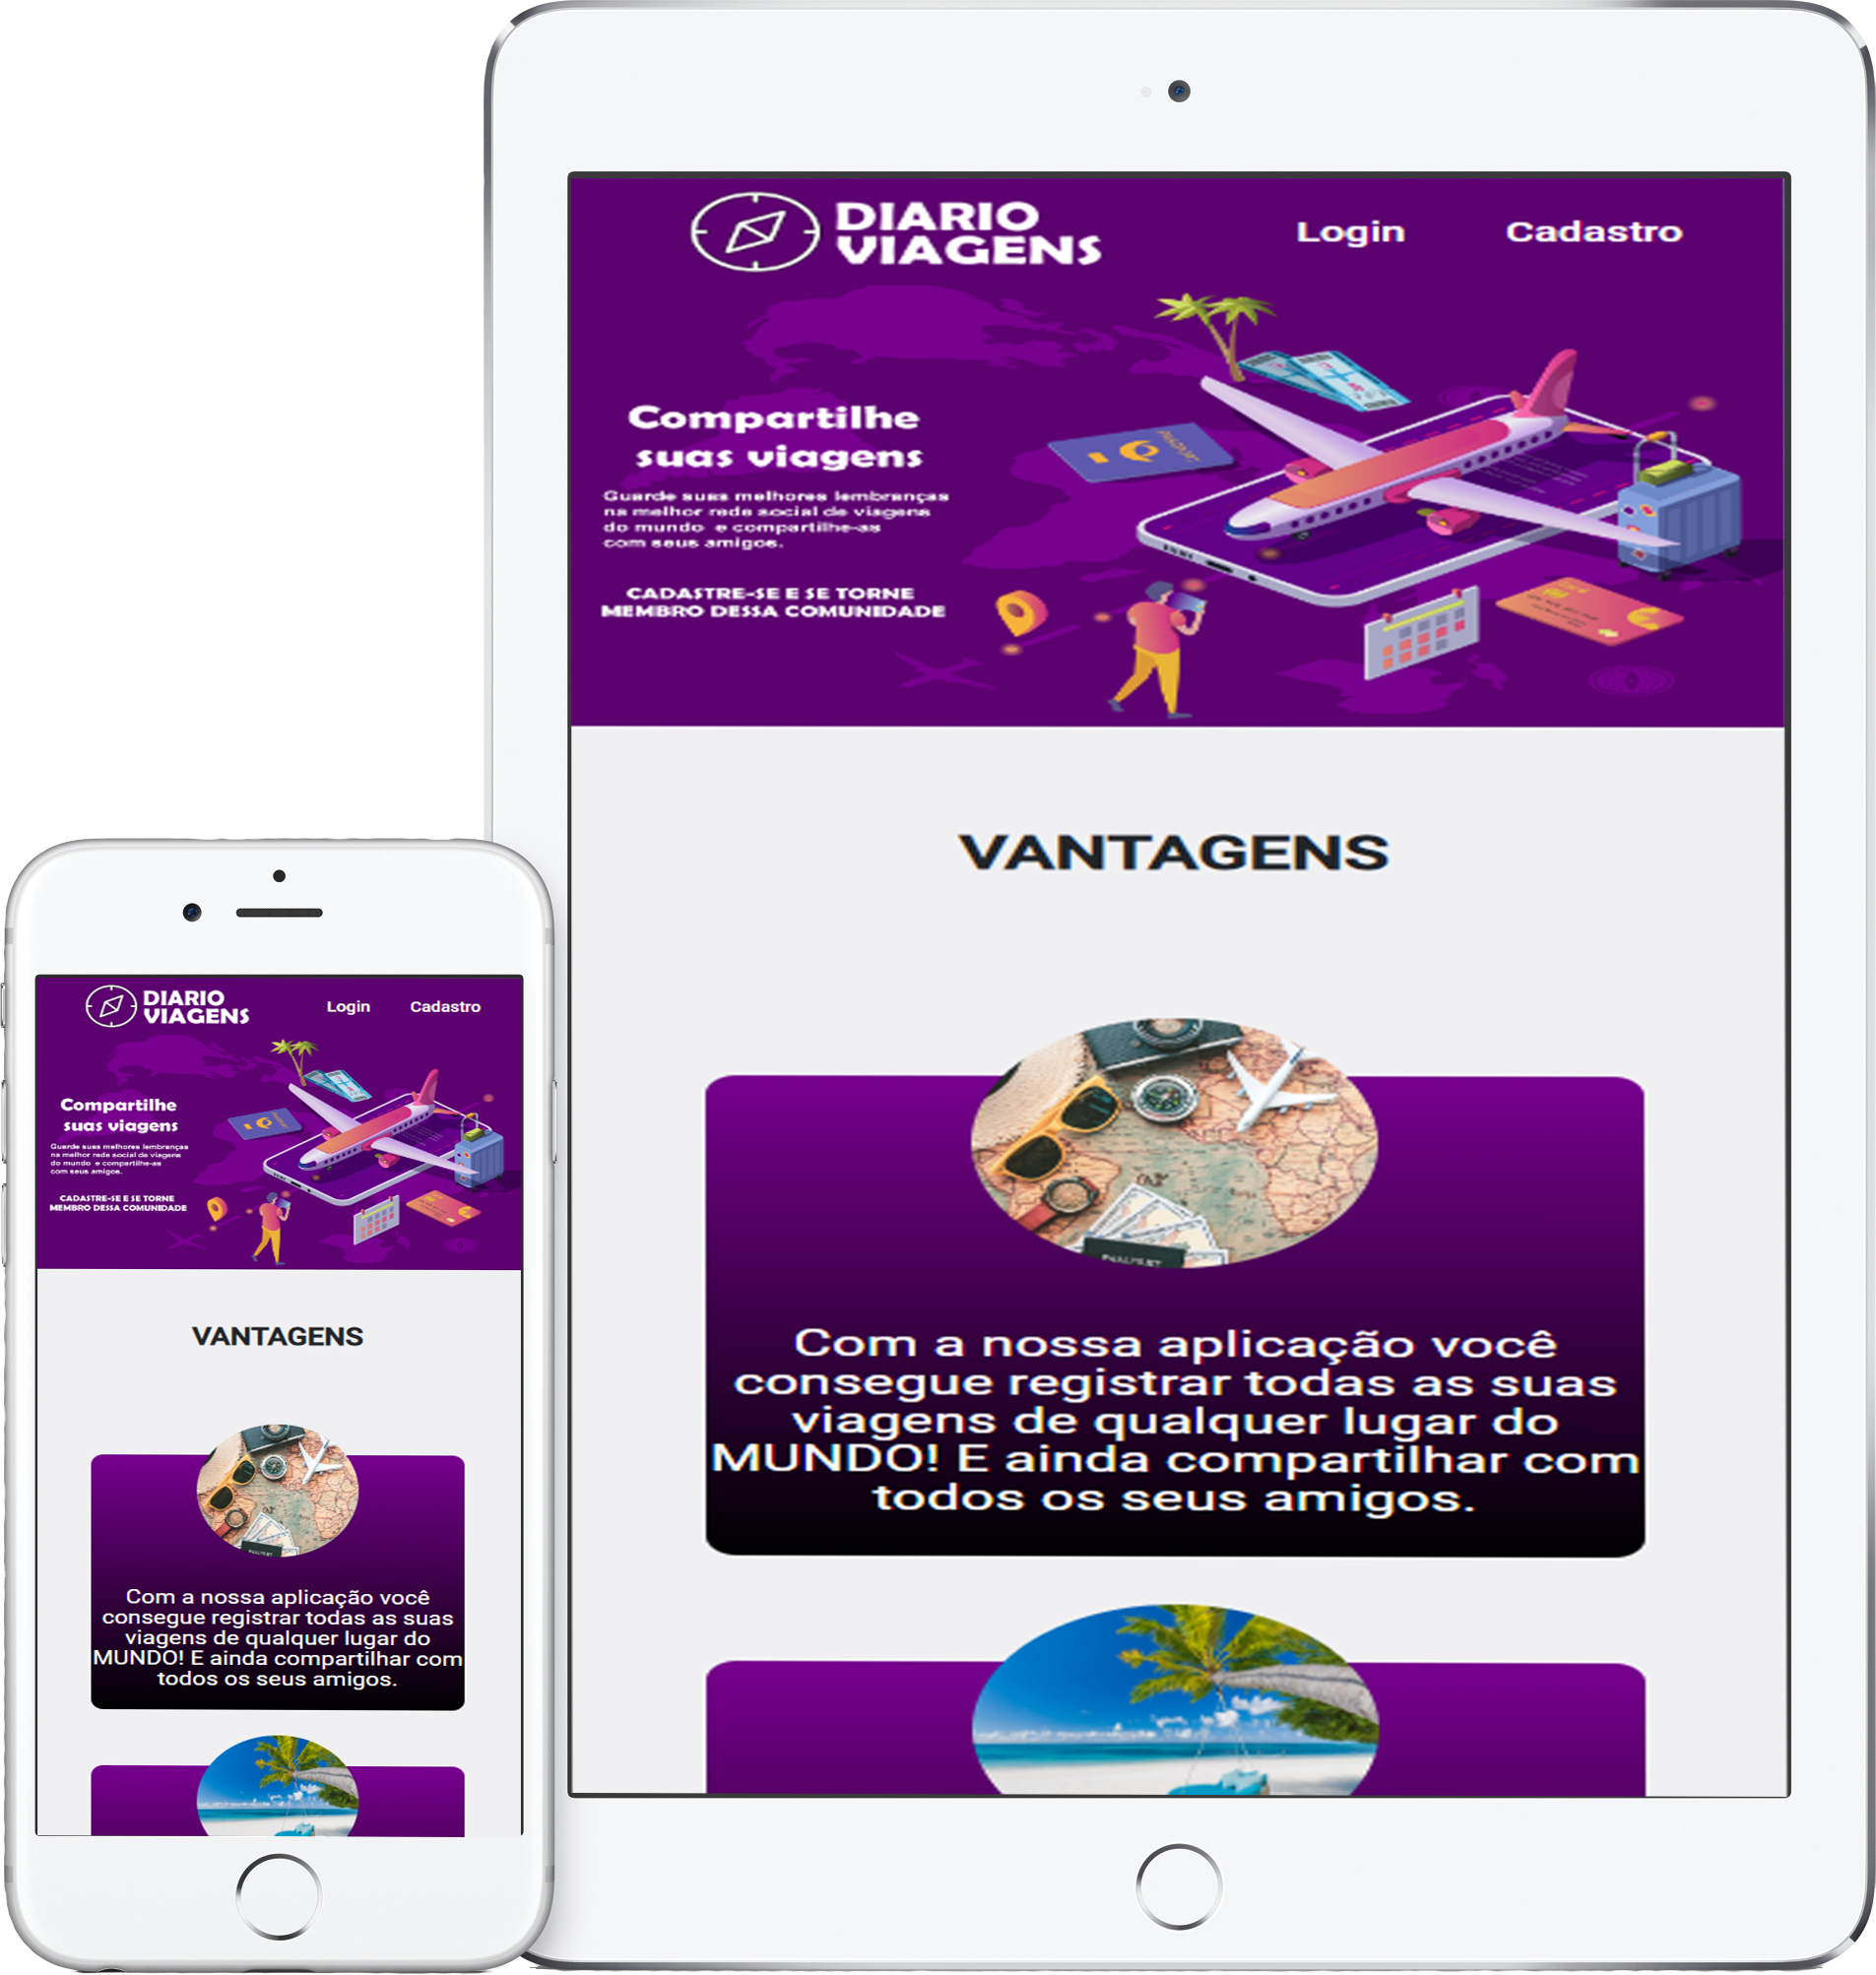 DIARIO
VIAGENS
Login Cadastro
Compartilhe
suas viagens
Guarde suas melhores lembranças
na melhor rede social de viagens
do mundo e compartilhe-as
com seus amigos.
CADASTRE-SE E SE TORNE
MEMBRO DESSA COMUNIDADE
VANTAGENS
Com a nossa aplicação você
consegue registrar todas as suas
viagens de qualquer lugar do
MUNDO! E ainda compartilhar com
todos os seus amigos.
DIARIO
VIAGENS
Login Cadastro
Compartilhe
suas viagens
Guarde suas melhores lembranças
na melhor rede social de viagens
do mundo e compartilhe-as
com seus amigos.
CADASTRE-SE E SE TORNE
MEMBRO DESSA COMUNIDADE
VANTAGENS
Com a nossa aplicação você
consegue registrar todas as suas
viagens de qualquer lugar do
MUNDO! E ainda compartilhar com
todos os seus amigos.